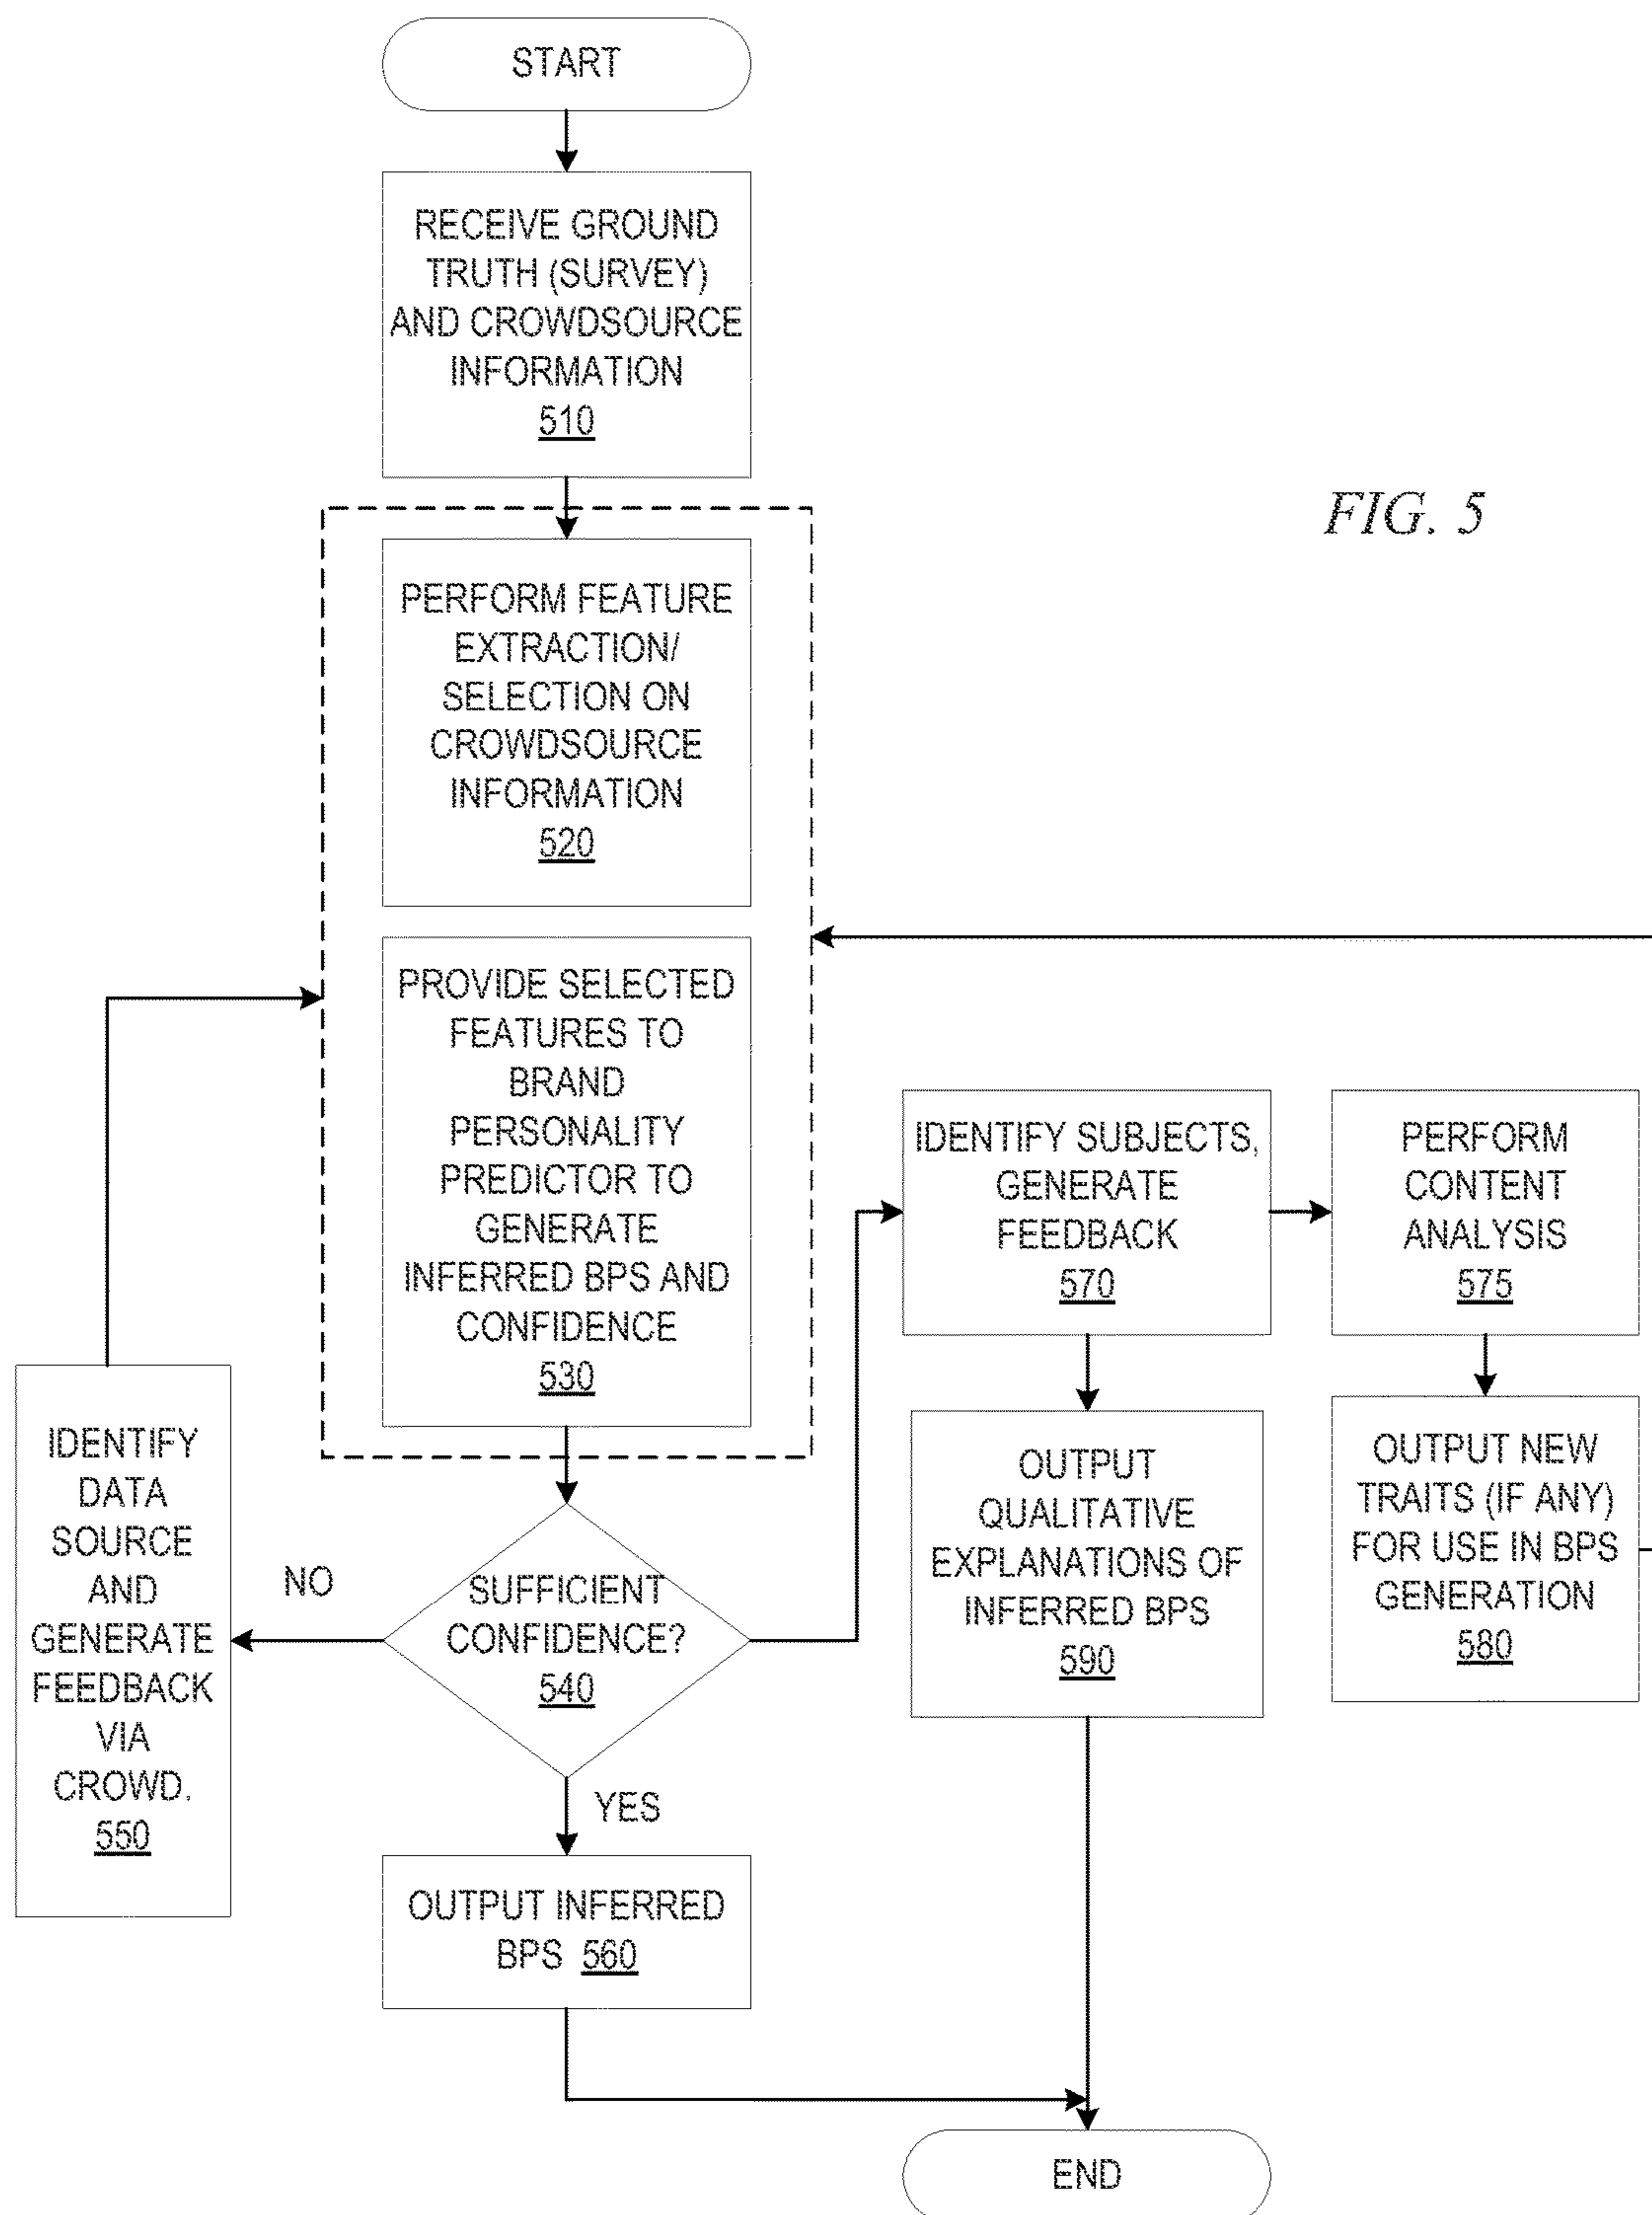 START
RECEIVE GROUND
TRUTH (SURVEY)
AND CROWDSOURCE
INFORMATION
510
FIG. 5
PERFORM FEATURE
EXTRACTION/
SELECTION ON
CROWDSOURCE
INFORMATION
520
PROVIDE SELECTED
FEATURES TO
BRAND
PERSONALITY
PREDICTOR TO
GENERATE
INFERRED BPS AND
CONFIDENCE
530
IDENTIFY SUBJECTS,
GENERATE
FEEDBACK
570
PERFORM
CONTENT
ANALYSIS
575
IDENTIFY
DATA
SOURCE
AND
GENERATE
FEEDBACK
VIA
CROWD.
550
NO
SUFFICIENT
CONFIDENCE?
540
YES
OUTPUT
QUALITATIVE
EXPLANATIONS OF
INFERRED BPS
590
OUTPUT NEW
TRAITS (IF ANY)
FOR USE IN BPS
GENERATION
580
OUTPUT INFERRED
BPS 560
END